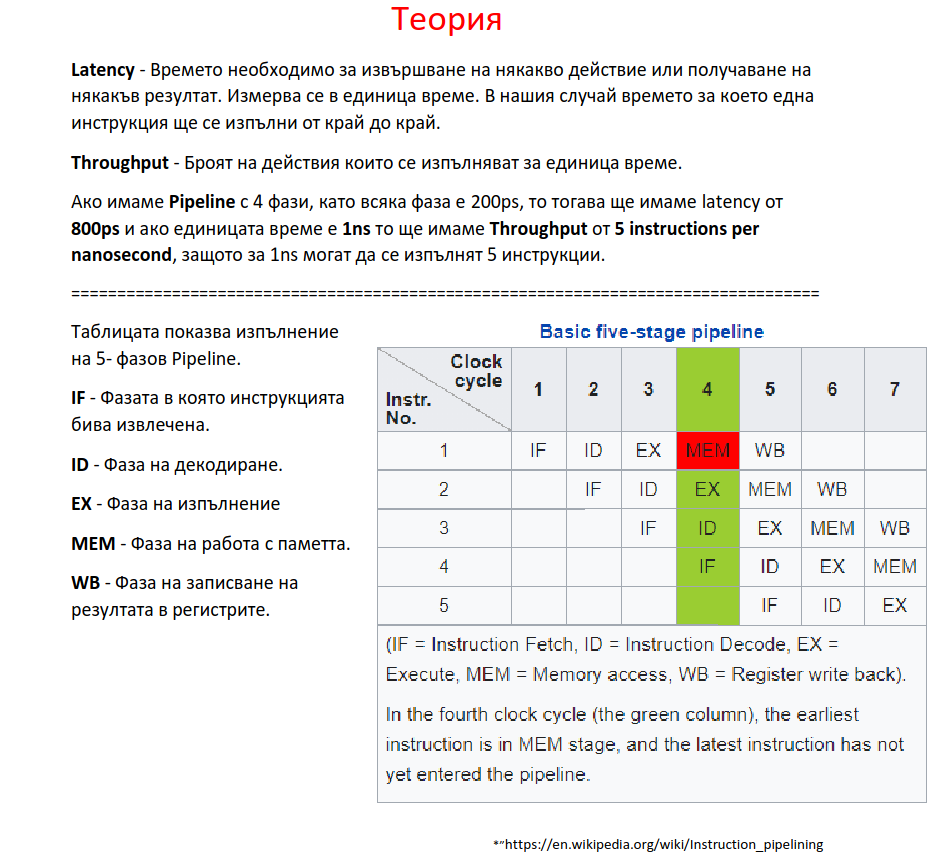 Теория
Latency - Времето необходимо за извършване на някакво действие или получаване на
някакъв резултат. Измерва се в единица време. В нашия случай времето за което една
инструкция ще се изпълни от край до край.
Throughput - Броят на действия които се изпълняват за единица време.
Ако имаме Pipeline с 4 фази, като всяка фаза е 200ps, то тогава ще имаме latency от
800ps и ако единицата време е 1ns то ще имаме Throughput от 5 instructions per
nanosecond, защото за 1ns могат да се изпълнят 5 инструкции.
=================================================================================
Таблицата показва изпълнение
на 5- фазов Pipeline.
IF - Фазата в която инструкцията
бива извлечена.
ID - Фаза на декодиране.
EX - Фаза на изпълнение
MEM - Фаза на работа с паметта.
WB - Фаза на записване на
резултата в регистрите.
Basic five-stage pipeline
Clock
cycle
Instr.
No.
1 2 3 4 5 6 7
1 IF ID EX MEM WB
2 IF ID EX MEM WB
3 IF ID EX MEM WB
4 IF ID EX MEM
5 IF ID EX
(IF = Instruction Fetch, ID = Instruction Decode, EX =
Execute, MEM = Memory access, WB = Register write back).
In the fourth clock cycle (the green column), the earliest
instruction is in MEM stage, and the latest instruction has not
yet entered the pipeline.
*"https://en.wikipedia.org/wiki/Instruction_pipelining